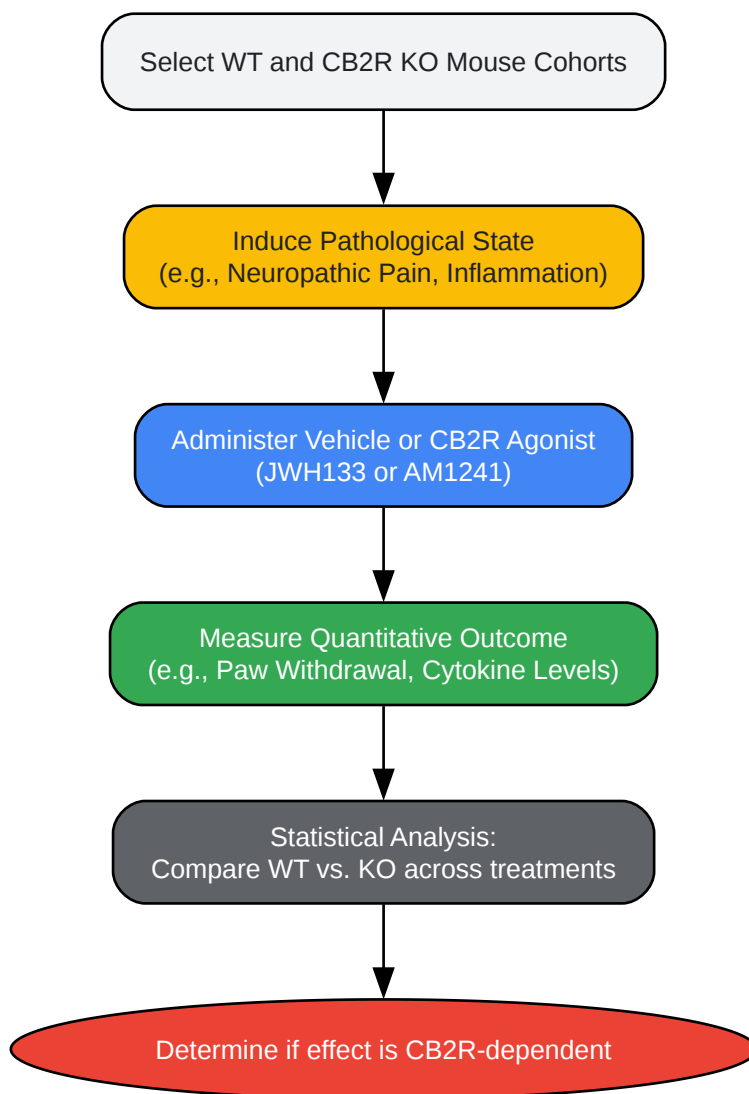 Select WT and CB2R KO Mouse Cohorts
Induce Pathological State
(e.g., Neuropathic Pain, Inflammation)
Administer Vehicle or CB2R Agonist
(JWH133 or AM1241)
Measure Quantitative Outcome
(e.g., Paw Withdrawal, Cytokine Levels)
Statistical Analysis:
Compare WT vs. KO across treatments
Determine if effect is CB2R-dependent